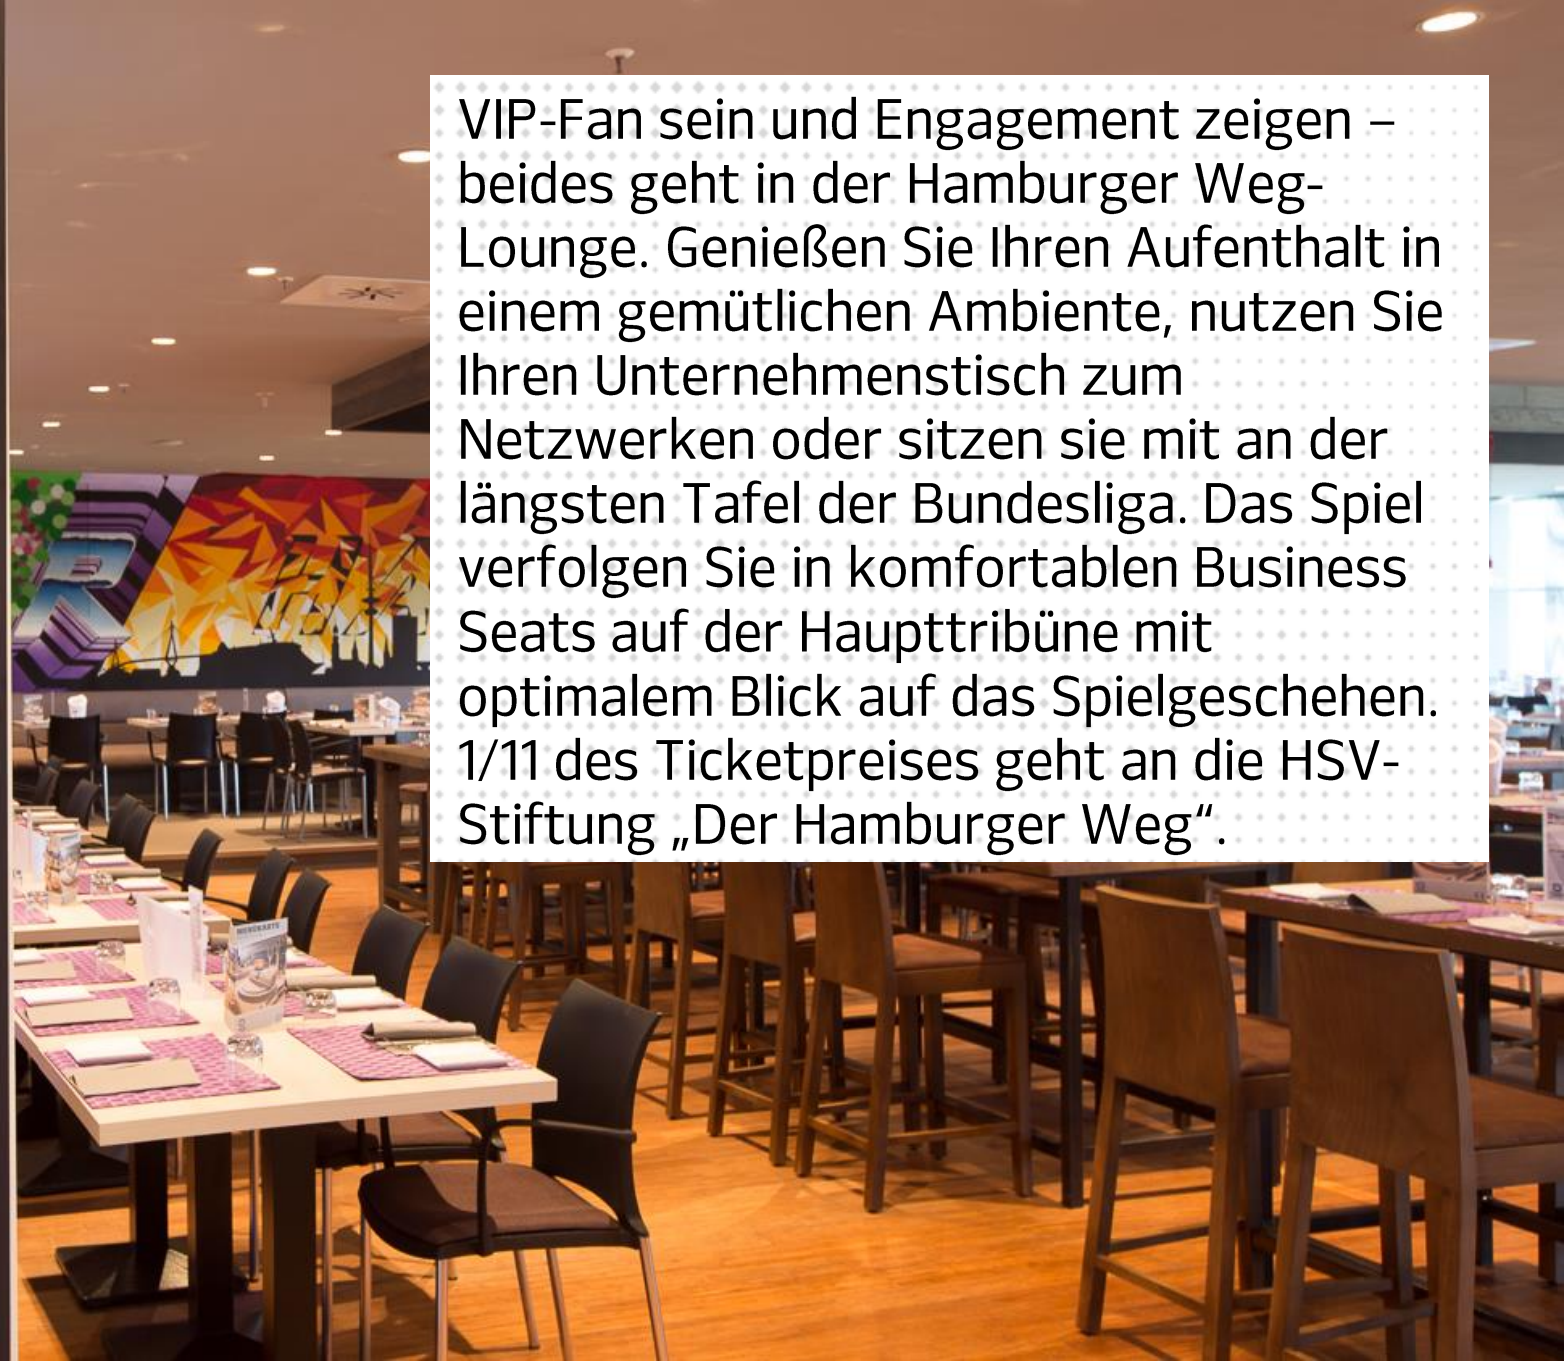 VIP-Fan sein und Engagement zeigen –
beides geht in der Hamburger Weg-
Lounge. Genießen Sie Ihren Aufenthalt in
einem gemütlichen Ambiente, nutzen Sie
Ihren Unternehmenstisch zum
Netzwerken oder sitzen sie mit an der
längsten Tafel der Bundesliga. Das Spiel
verfolgen Sie in komfortablen Business
Seats auf der Haupttribüne mit
optimalem Blick auf das Spielgeschehen.
1/11 des Ticketpreises geht an die HSV-
Stiftung „Der Hamburger Weg“.
R
MENÜKARTE